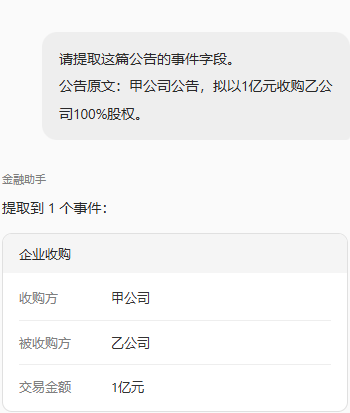 请提取这篇公告的事件字段。
公告原文：甲公司公告，拟以1亿元收购乙公
司100%股权。
金融助手
提取到 1 个事件：
企业收购
收购方 甲公司
被收购方 乙公司
交易金额 1亿元